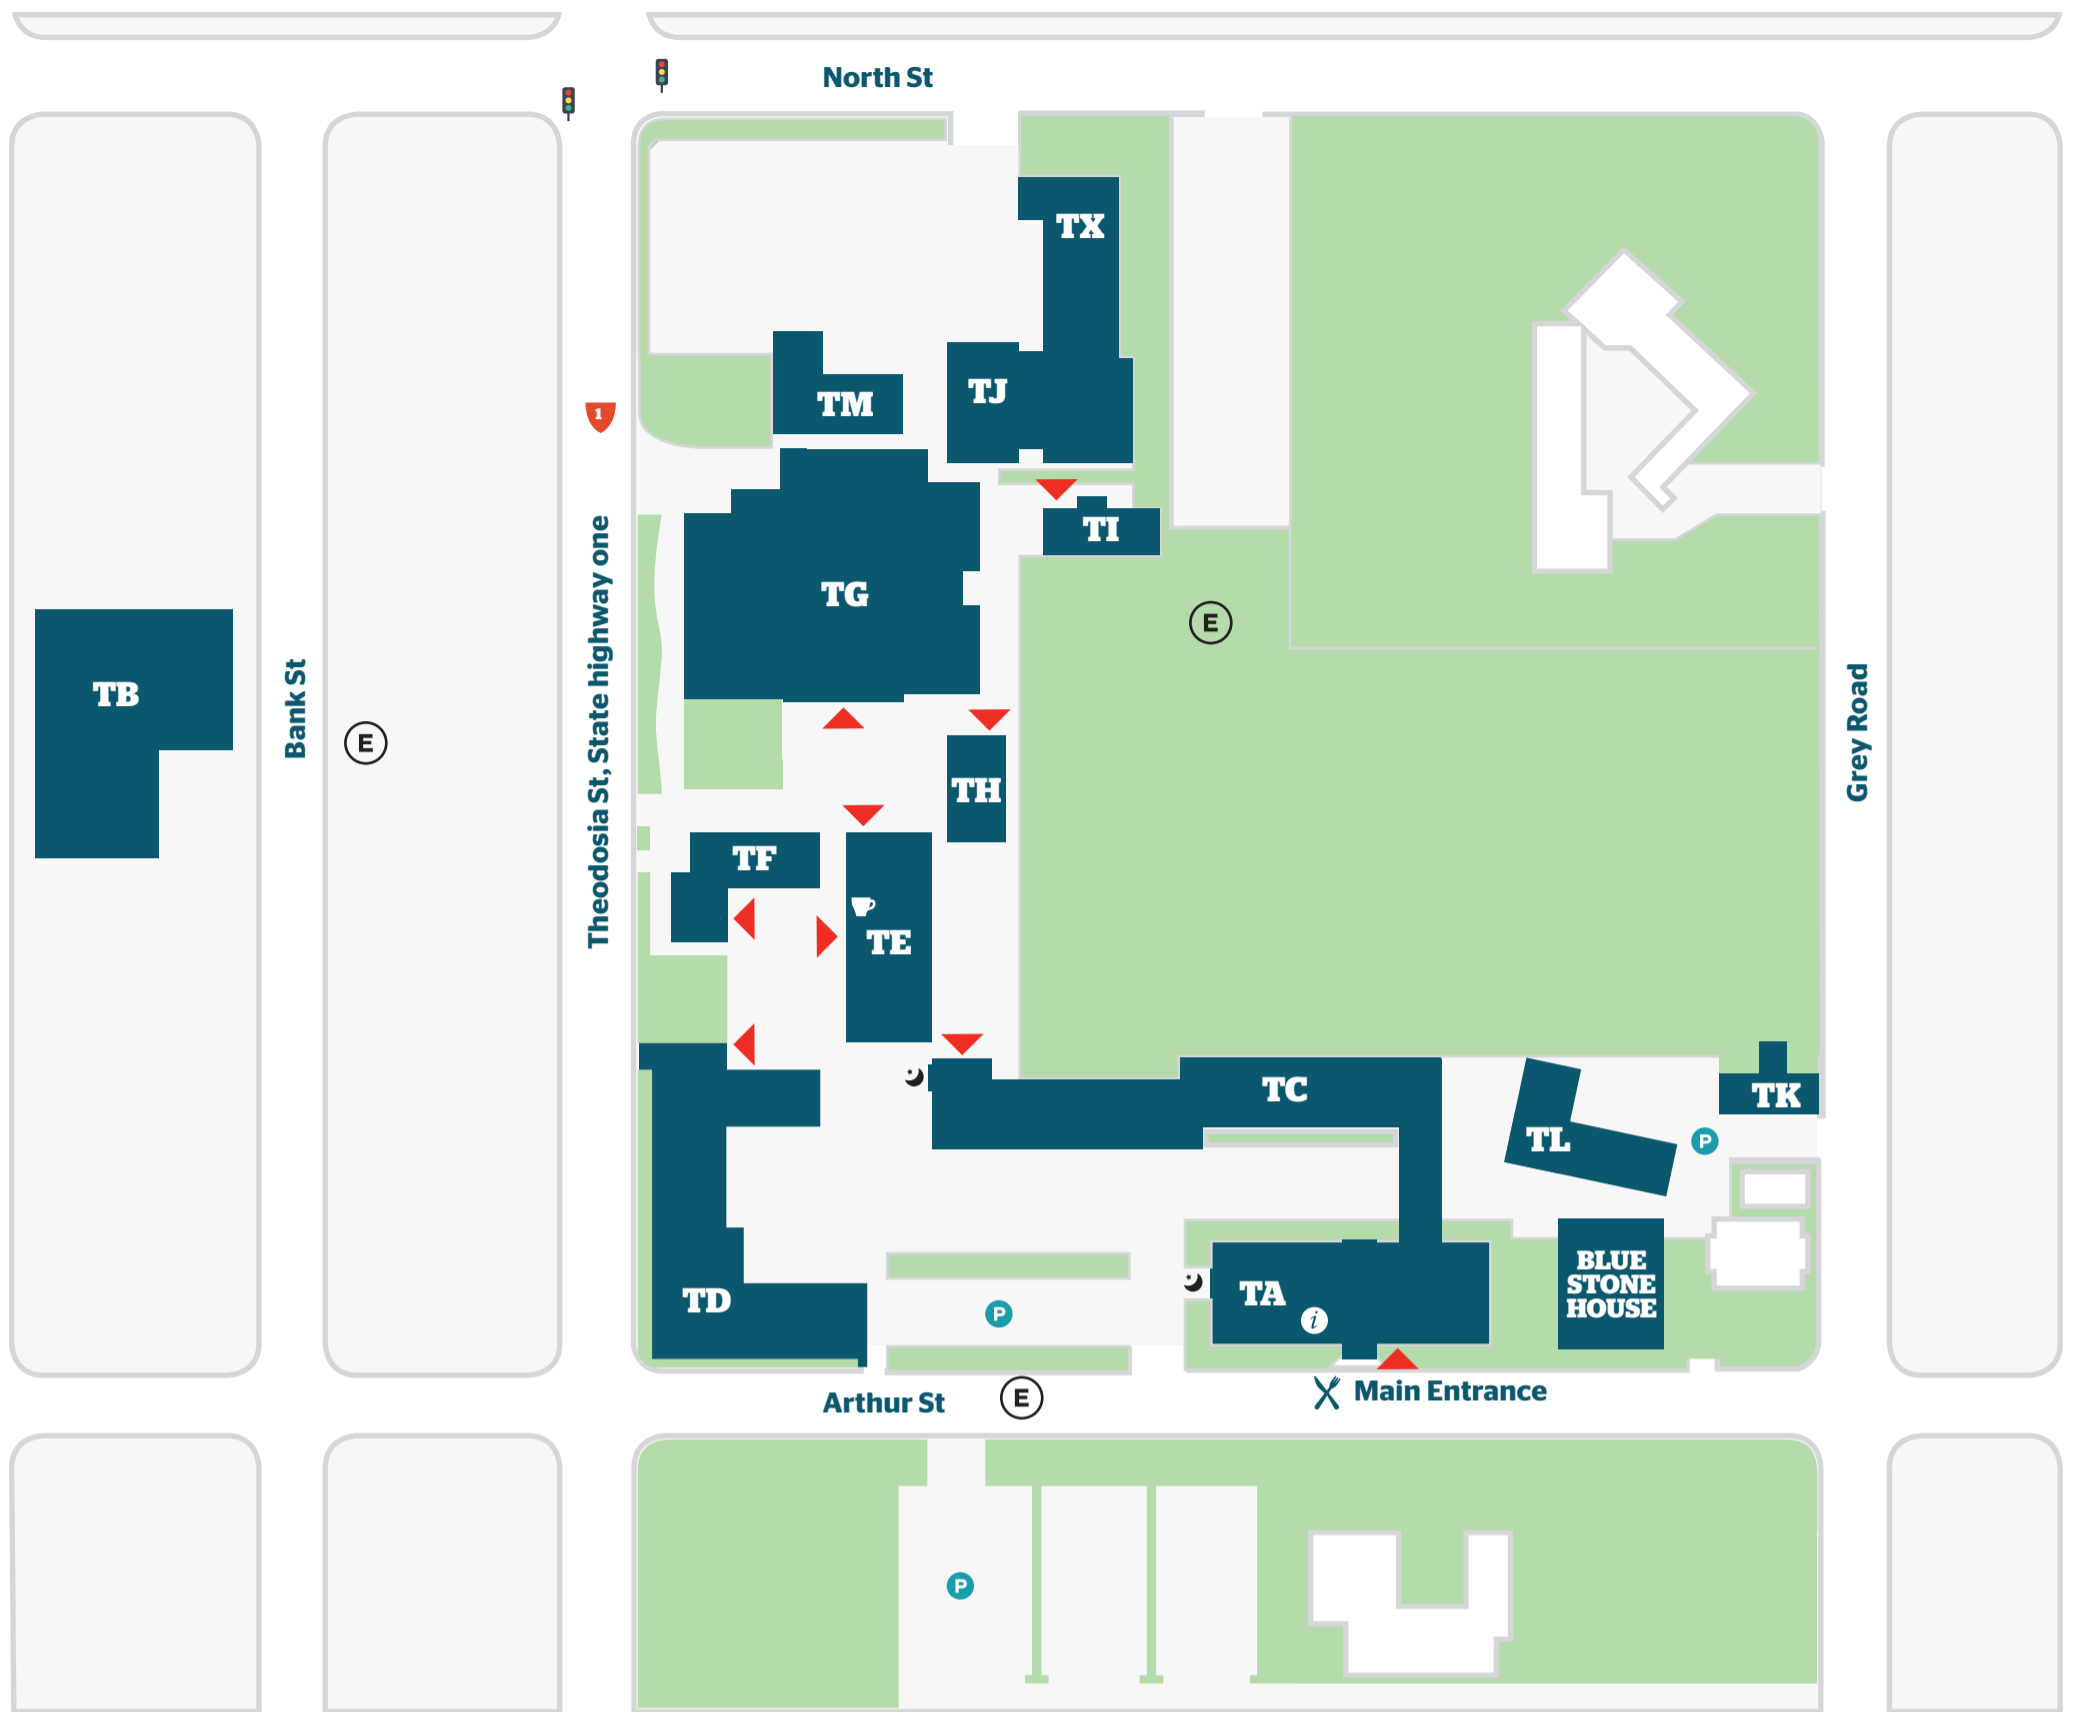 North St
TX
TM
TJ
1
TI
TG
E
TB
Bank St
E
Theodosia St, State highway one
Grey Road
TH
TF
TE
TC
TK
TL
P
TD
TA
i
P
BLUE
STONE
HOUSE
Arthur St
E
Main Entrance
P